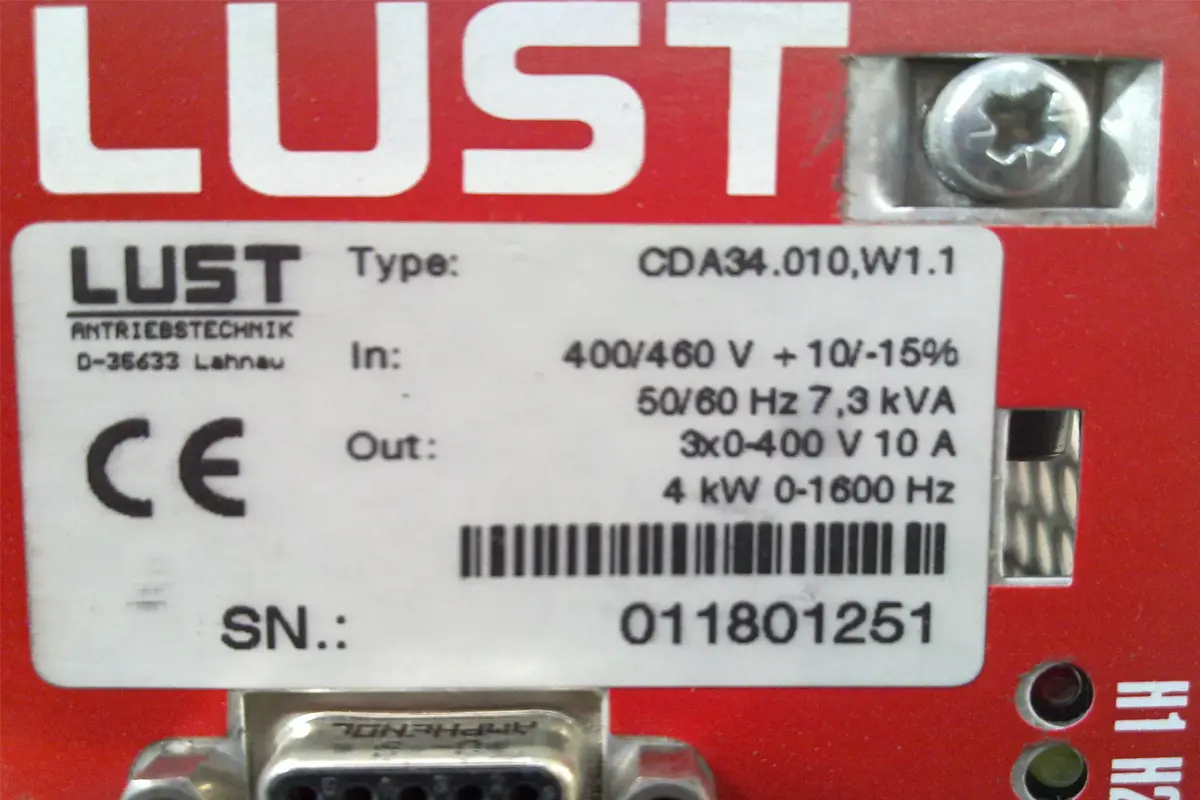 LUST
LUST
ANTRIEBSTECHNIK
D-35633 Lahnau
Type: CDA34.010,W1.1
In: 400/460 V +10/-15%
50/60 Hz 7,3 kVA
Out: 3x0-400 V 10 A
4 kW 0-1600 Hz
CE
SN.: 011801251
AMPHENOL
H1 H2